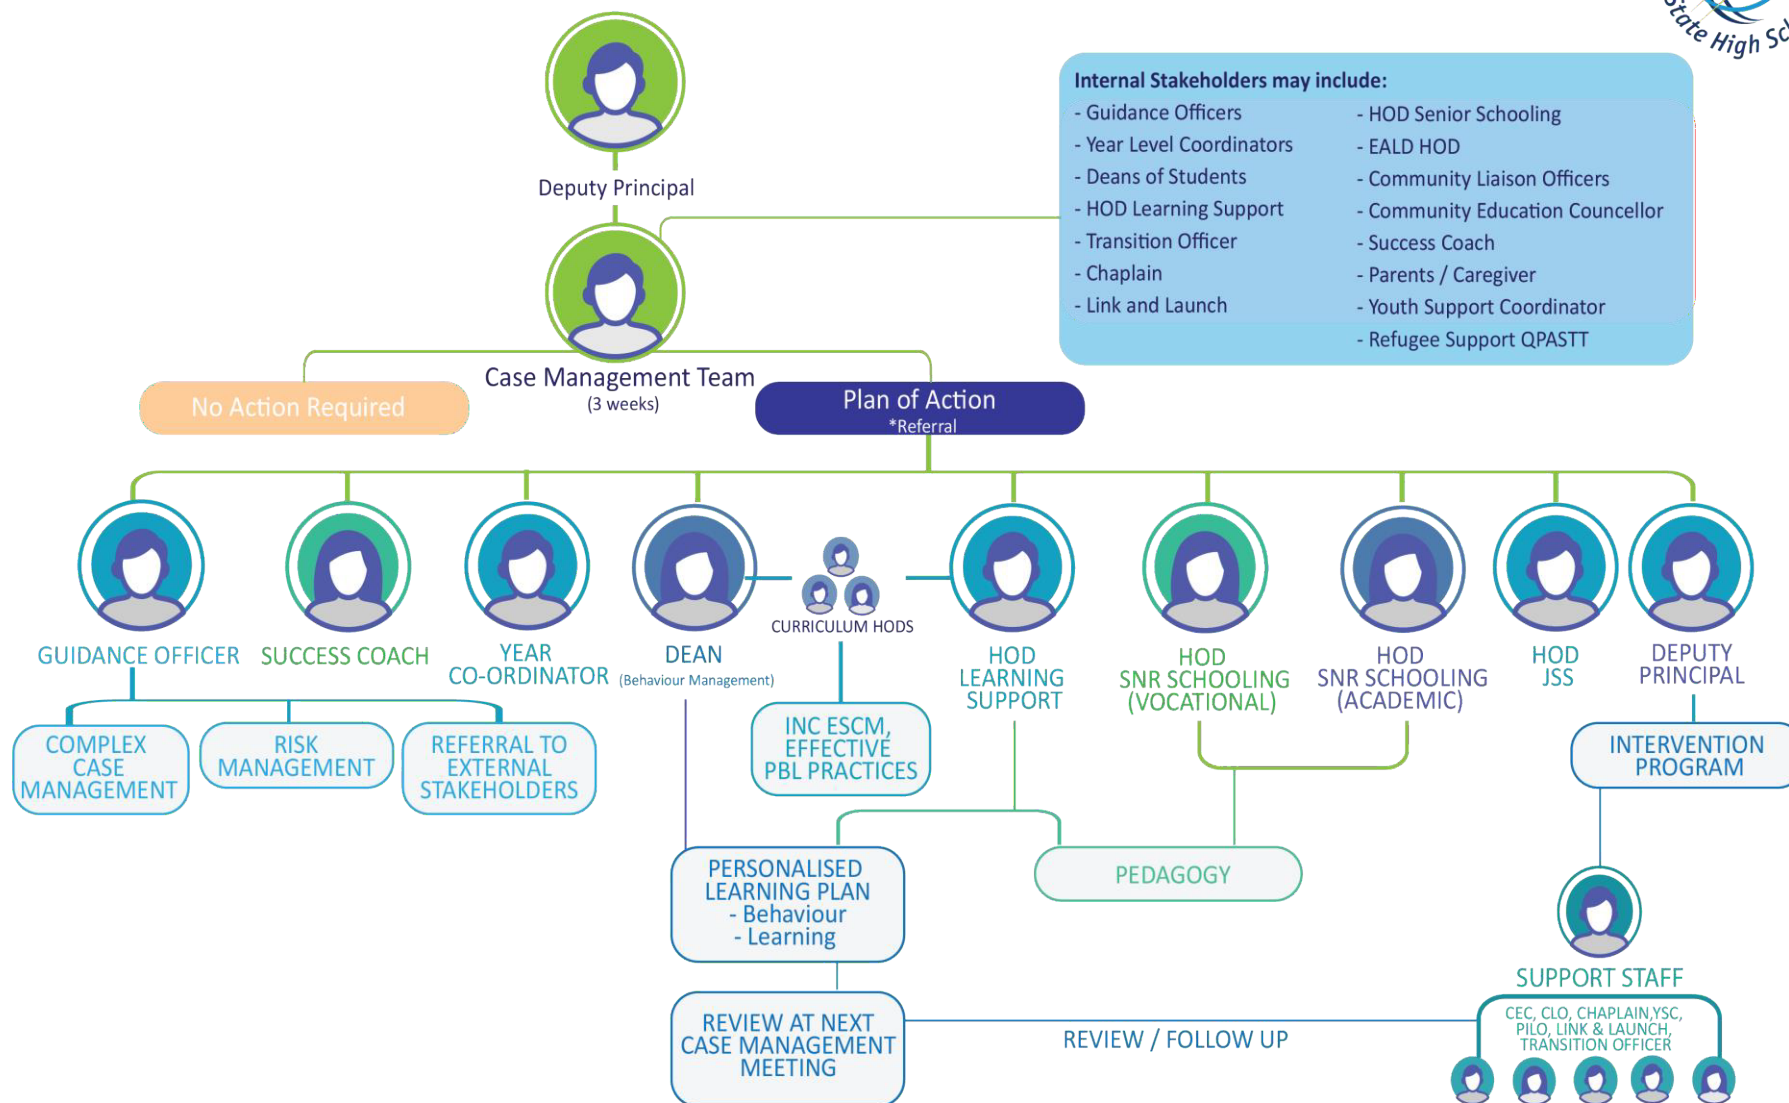 State High Sc
Deputy Principal
Internal Stakeholders may include:
- Guidance Officers
- Year Level Coordinators
- Deans of Students
- HOD Learning Support
- Transition Officer
- Chaplain
- Link and Launch
- HOD Senior Schooling
- EALD HOD
- Community Liaison Officers
- Community Education Councellor
- Success Coach
- Parents / Caregiver
- Youth Support Coordinator
- Refugee Support QPASTT
Case Management Team
(3 weeks)
No Action Required
Plan of Action
*Referral
GUIDANCE OFFICER
SUCCESS COACH
YEAR
CO-ORDINATOR
DEAN
(Behaviour Management)
CURRICULUM HODS
HOD
LEARNING
SUPPORT
HOD
SNR SCHOOLING
(VOCATIONAL)
HOD
SNR SCHOOLING
(ACADEMIC)
HOD
JSS
DEPUTY
PRINCIPAL
COMPLEX
CASE
MANAGEMENT
RISK
MANAGEMENT
REFERRAL TO
EXTERNAL
STAKEHOLDERS
INC ESCM,
EFFECTIVE
PBL PRACTICES
INTERVENTION
PROGRAM
PERSONALISED
LEARNING PLAN
- Behaviour
- Learning
PEDAGOGY
SUPPORT STAFF
CEC, CLO, CHAPLAIN,YSC,
PILO, LINK & LAUNCH,
TRANSITION OFFICER
REVIEW AT NEXT
CASE MANAGEMENT
MEETING
REVIEW / FOLLOW UP